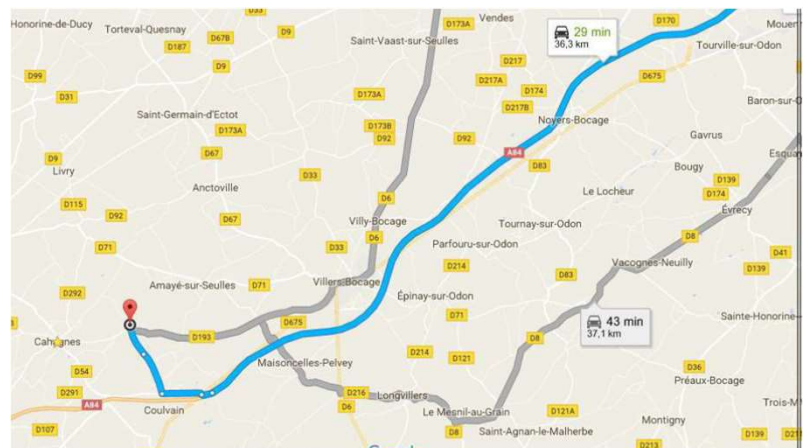 D33
Vendes
D170
Honorine-de-Ducy
Torteval-Quesnay
D67B
D9
D173A
29 min
36,3 km
Saint-Vaast-sur-Seulles
D187
D217
Tourville-sur-Odon
D9
D99
D217A
D675
D174
D31
D173A
D217B
Baron-sur-O
Saint-Germain-d'Ectot
Noyers-Bocage
D173A
D173B
D92
D92
Gavrus
D67
A84
Esquay
D9
D83
Bougy
Livry
D33
D139
Anctoville
Le Locheur
D174
D115
D6
Évrecy
D92
D67
Villy-Bocage
Tournay-sur-Odon
D6
D8
D71
D33
Parfouru-sur-Odon
D41
D214
Vacognes-Neuilly
D139
D83
Amayé-sur-Seulles
D71
Villers-Bocage
D292
Épinay-sur-Odon
D71
43 min
37,1 km
Sainte-Honorine-
D675
D193
D8
Cahagnes
D214
D121
Maisoncelles-Pelvey
D36
D54
D291
D216
Longvillers
Préaux-Bocage
A84
Coulvain
D6
Le Mesnil-au-Grain
D121A
Trois-M
Montigny
D107
D8
Saint-Agnan-le-Malherbe
D139
D213